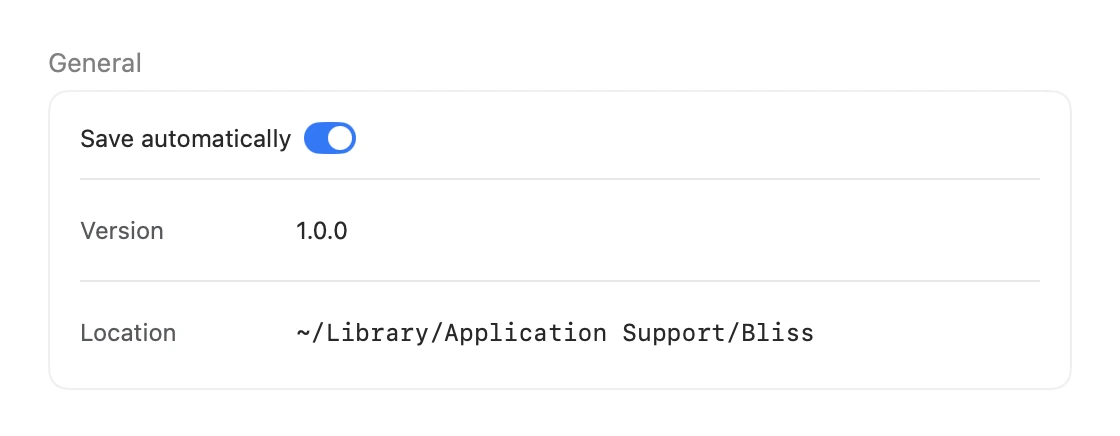 General
Save automatically
Version 1.0.0
Location ~/Library/Application Support/Bliss